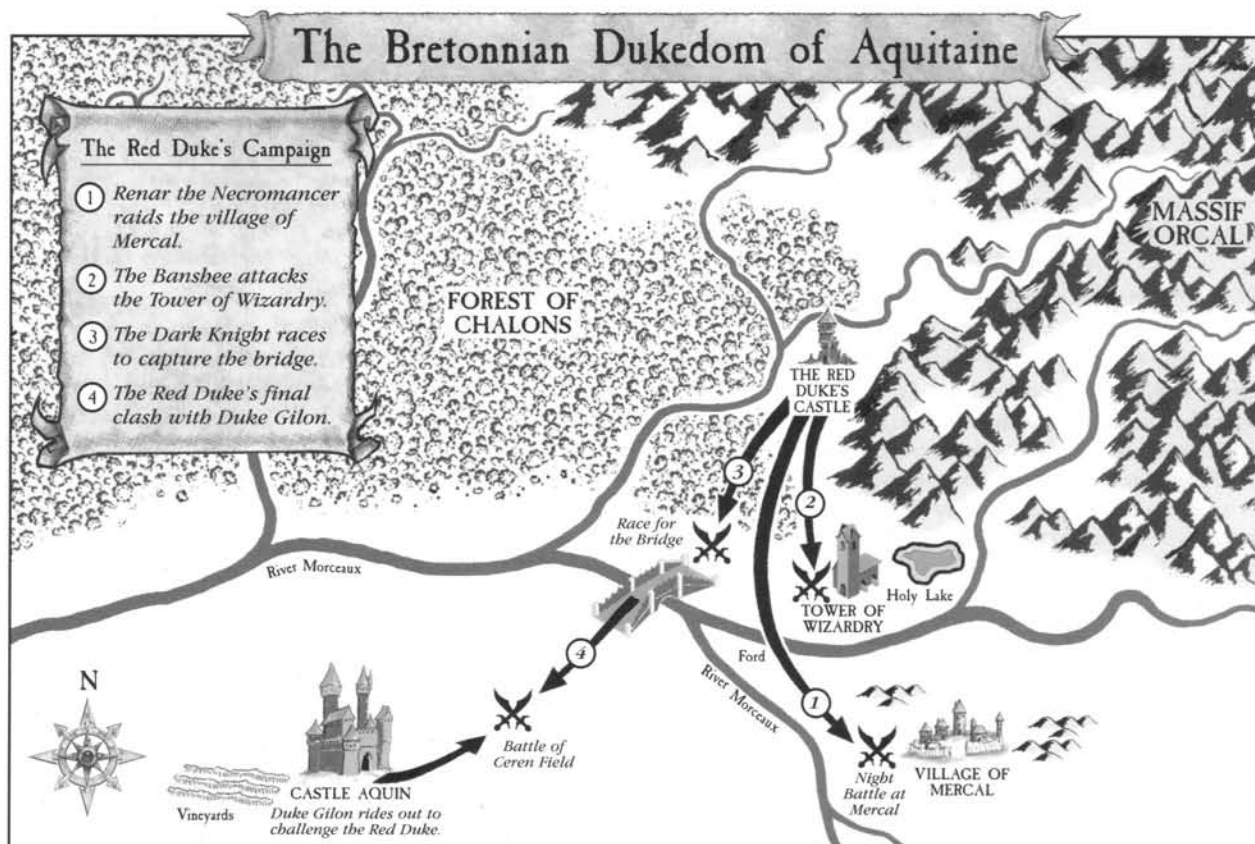 The Bretonnian Dukedom of Aquitaine
The Red Duke's Campaign
1 Renar the Necromancer
raids the village of
Mercal.
2 The Banshee attacks
the Tower of Wizardry.
3 The Dark Knight races
to capture the bridge.
4 The Red Duke's final
clash with Duke Gilon.
MASSIF
ORCAL
FOREST OF
CHALONS
THE RED
DUKE'S
CASTLE
3
2
Race for
the Bridge
River Morceaux
Holy Lake
TOWER OF
WIZARDRY
Ford
4
River Morceaux
1
N
Battle of
Ceren Field
Night
Battle at
Mercal
VILLAGE OF
MERCAL
Vineyards
CASTLE AQUIN
Duke Gilon rides out to
challenge the Red Duke.